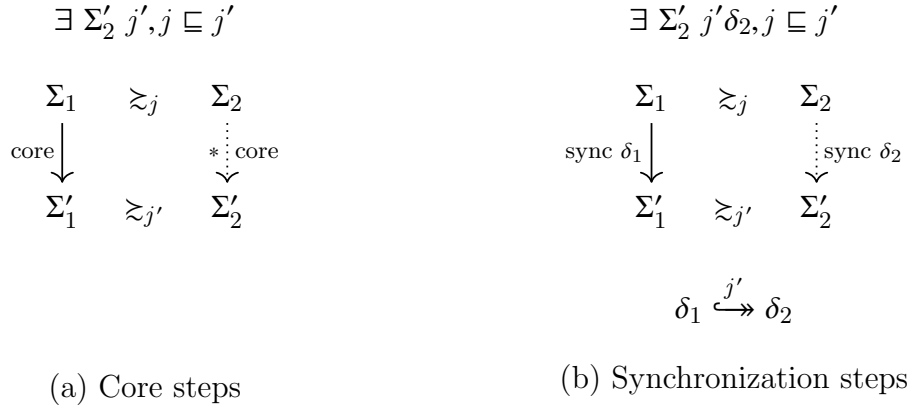 ∃ Σ′₂ j′, j ⊑ j′
Σ₁ ≿ⱼ Σ₂
core * core
Σ′₁ ≿ⱼ′ Σ′₂
(a) Core steps
∃ Σ′₂ j′δ₂, j ⊑ j′
Σ₁ ≿ⱼ Σ₂
sync δ₁ sync δ₂
Σ′₁ ≿ⱼ′ Σ′₂
j′
δ₁ ↪↠ δ₂
(b) Synchronization steps